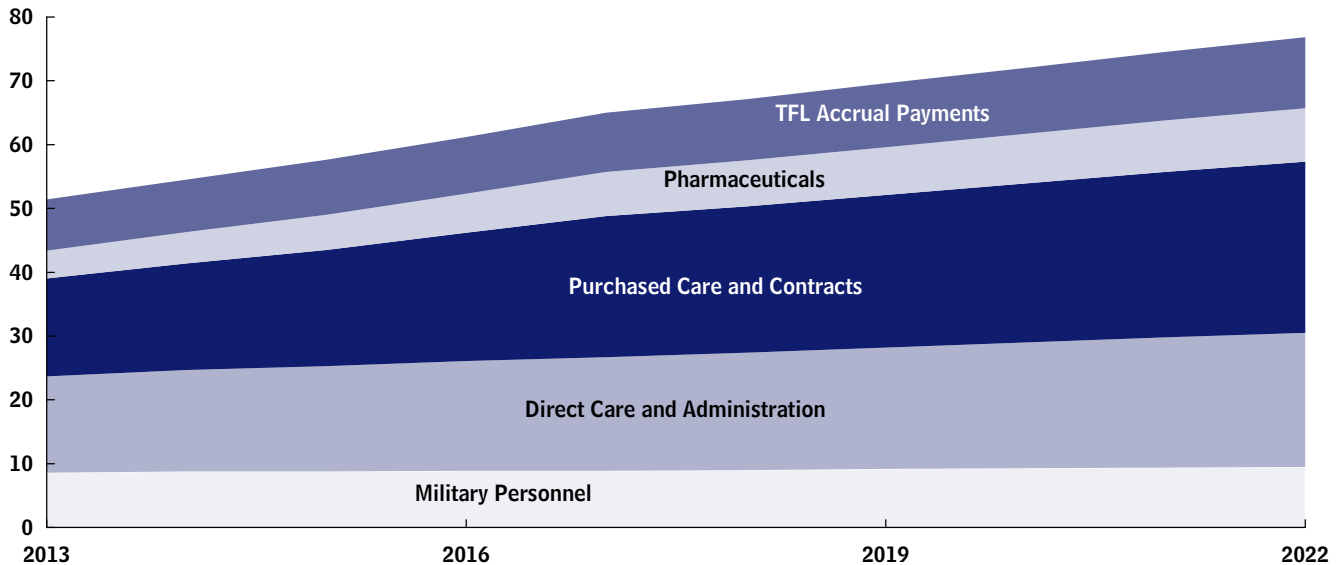 80
70
60
50
40
30
20
10
0
TFL Accrual Payments
Pharmaceuticals
Purchased Care and Contracts
Direct Care and Administration
Military Personnel
2013 2016 2019 2022